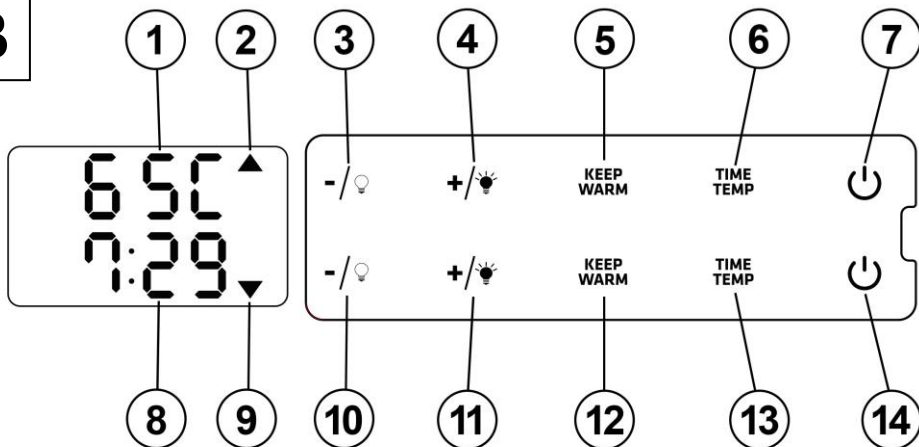 B
1 2 3 4 5 6 7
65C
-/ +/ KEEP WARM TIME TEMP
7:29
-/ +/ KEEP WARM TIME TEMP
8 9 10 11 12 13 14